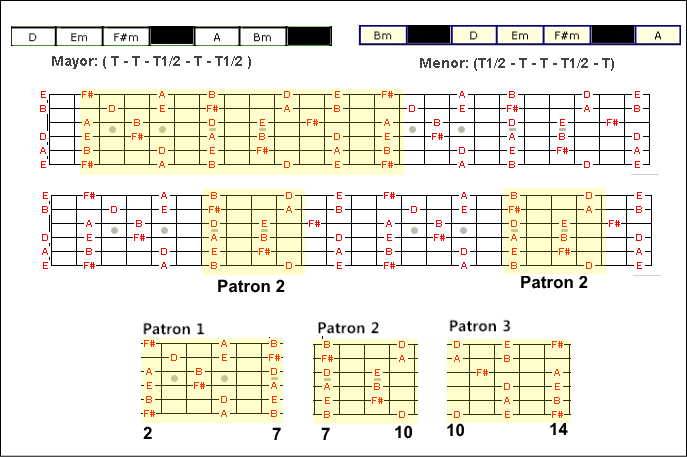 D Em F#m A Bm
Bm D Em F#m A
Mayor: ( T - T - T1/2 - T - T1/2 )
Menor: (T1/2 - T - T - T1/2 - T)
E F# A B D E F# A B D E
B D E F# A B D E F# A B
A B D E F# A B D E F#
D E F# A B D E F# A B D
A B D E F# A B D E F# A
E F# A B D E F# A B D E
E F# A B D E F# A B D E
B D E F# A B D E F# A B
A B D E F# A B D E F#
D E F# A B D E F# A B D
A B D E F# A B D E F# A
E F# A B D E F# A B D E
Patron 2
Patron 2
Patron 1
F# A B
D E F#
A B D
E F# A
B D E
F# A B
2 7
Patron 2
B D
F# A
D E
A B
E F#
B D
7 10
Patron 3
D E F#
A B
F# A
D E
A B
D E F#
10 14